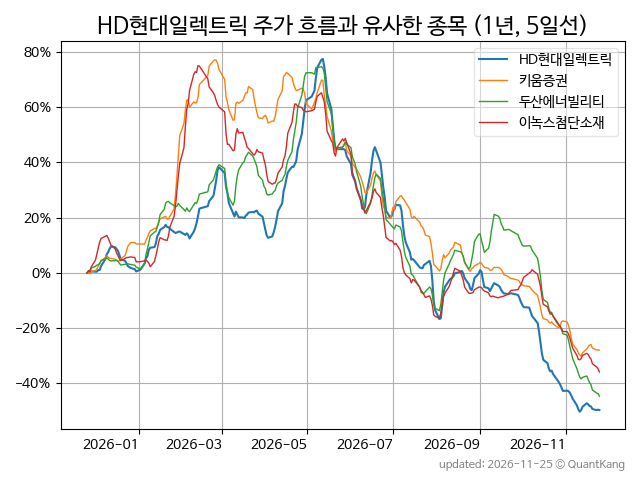 HD현대일렉트릭 주가 흐름과 유사한 종목 (1년, 5일선)
HD현대일렉트릭
키움증권
두산에너빌리티
이녹스첨단소재
80%
60%
40%
20%
0%
−20%
−40%
2026-01
2026-03
2026-05
2026-07
2026-09
2026-11
updated: 2026-11-25 © QuantKang